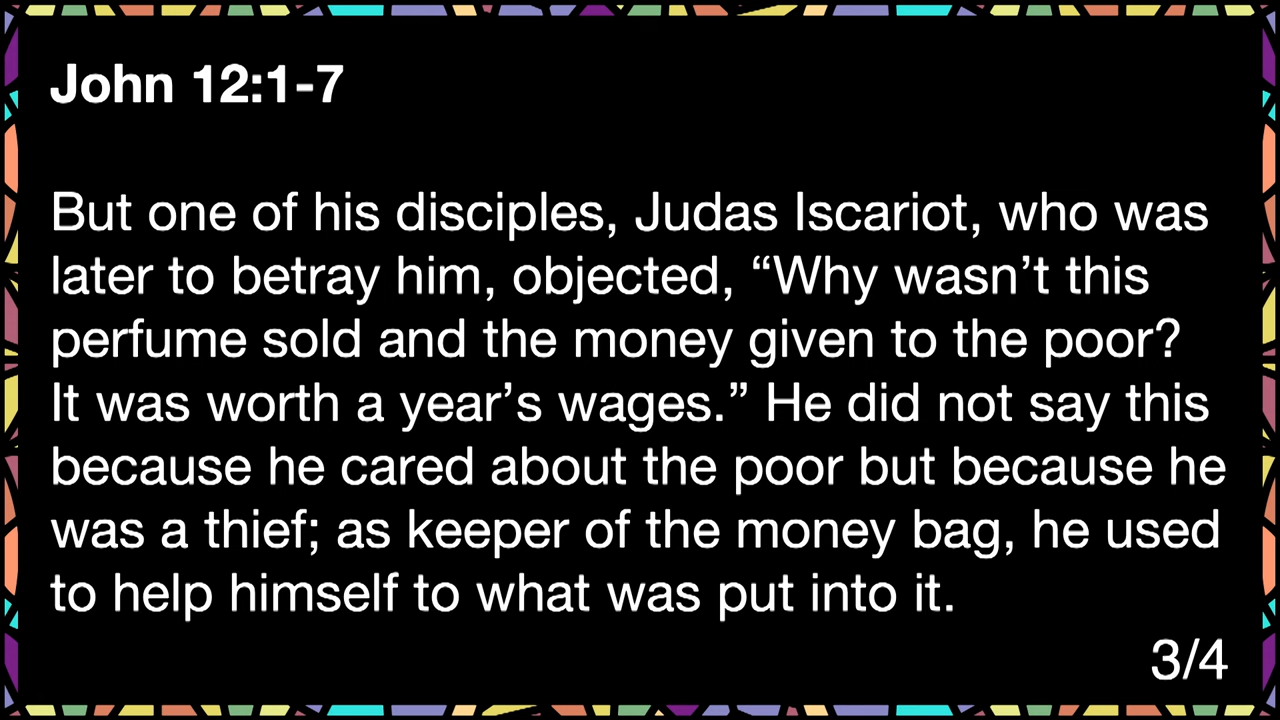 John 12:1-7
But one of his disciples, Judas Iscariot, who was
later to betray him, objected, “Why wasn’t this
perfume sold and the money given to the poor?
It was worth a year’s wages.” He did not say this
because he cared about the poor but because he
was a thief; as keeper of the money bag, he used
to help himself to what was put into it.
3/4